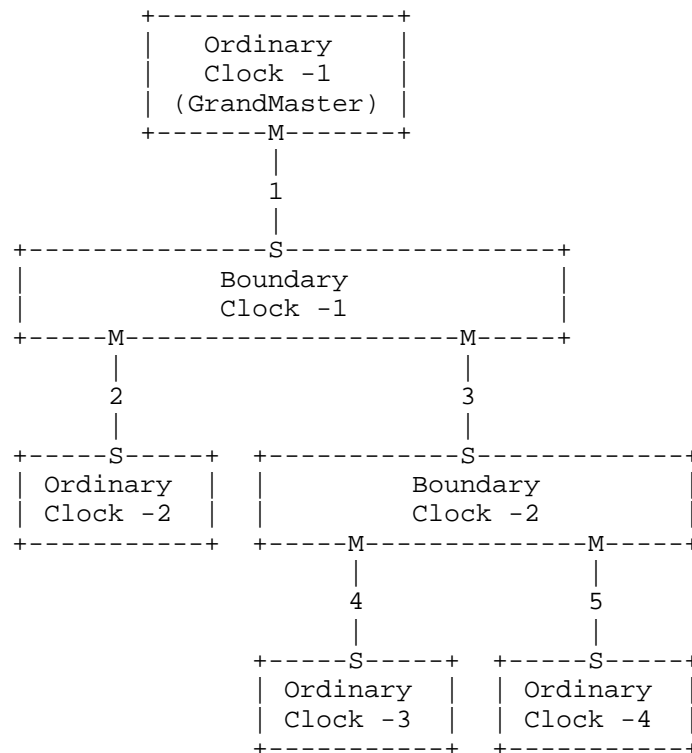 +---------------+
|   Ordinary    |
|   Clock -1    |
| (GrandMaster) |
+-------M-------+
|
1
|
+---------------S-----------------+
|            Boundary             |
|            Clock -1             |
+-----M---------------------M-----+
|                     |
2                     3
|                     |
+-----S-----+  +------------S-------------+
| Ordinary  |  |         Boundary         |
| Clock -2  |  |         Clock -2         |
+-----------+  +-----M--------------M-----+
|              |
4              5
|              |
+-----S-----+  +-----S-----+
| Ordinary  |  | Ordinary  |
| Clock -3  |  | Clock -4  |
+-----------+  +-----------+